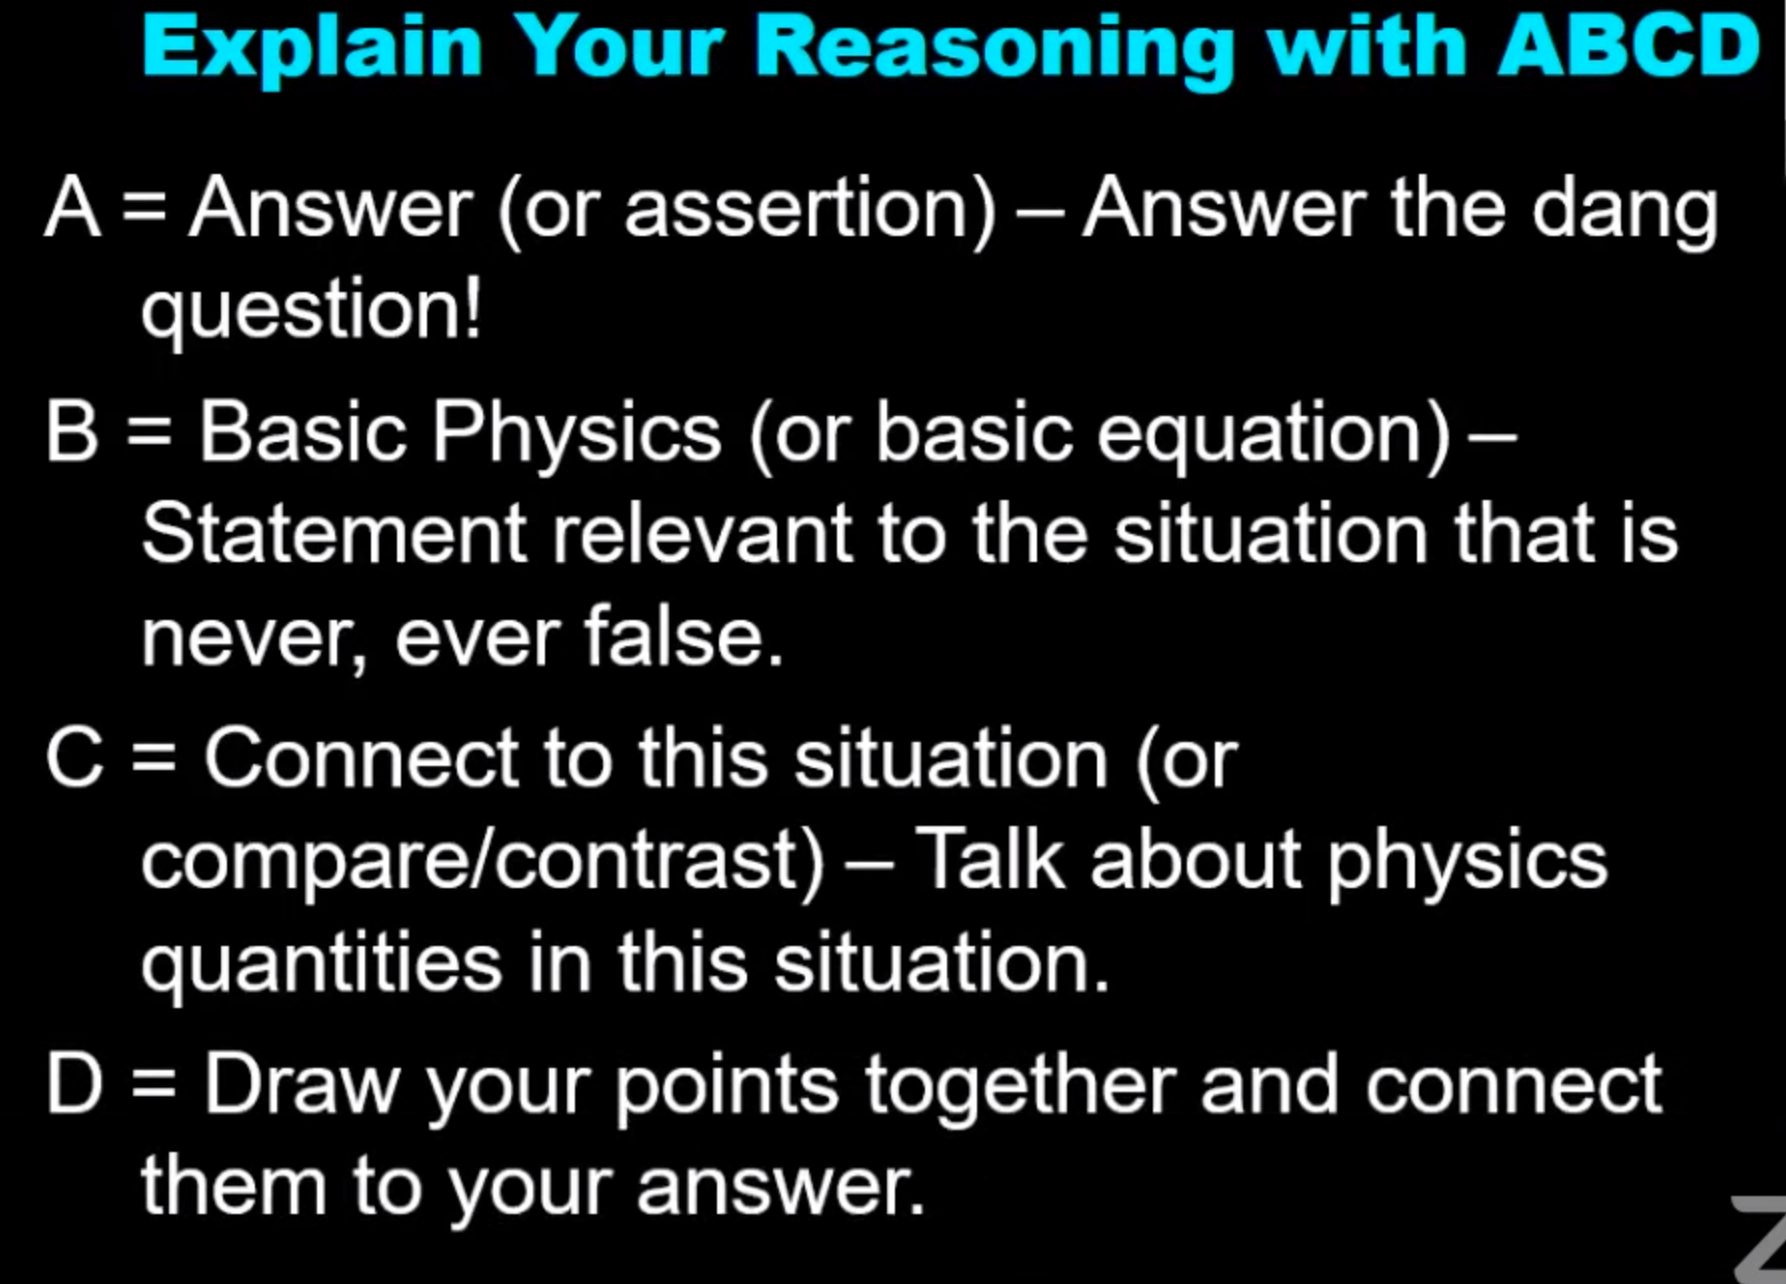 Explain Your Reasoning with ABCD
A = Answer (or assertion) – Answer the dang
question!
B = Basic Physics (or basic equation) –
Statement relevant to the situation that is
never, ever false.
C = Connect to this situation (or
compare/contrast) – Talk about physics
quantities in this situation.
D = Draw your points together and connect
them to your answer.